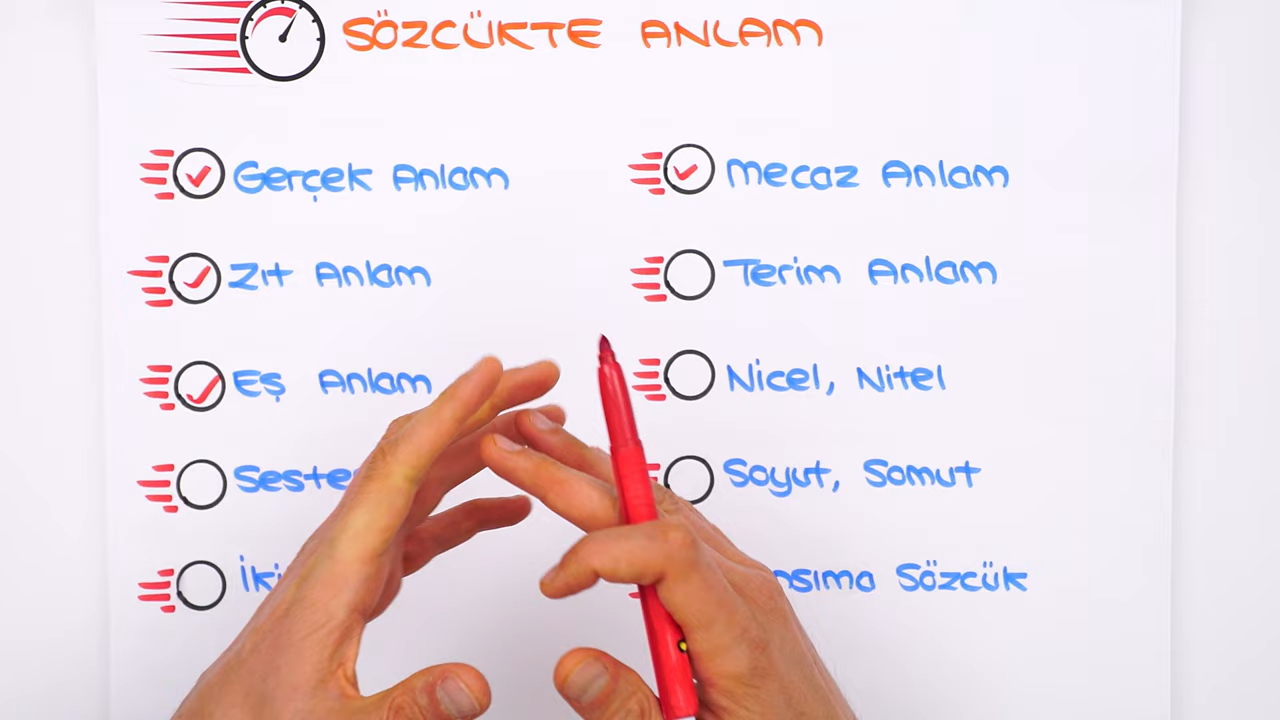 SÖZCÜKTE ANLAM
Gerçek Anlam
Mecaz Anlam
Zıt Anlam
Terim Anlam
Eş Anlam
Nicel, Nitel
Soyut, Somut
Sözcük